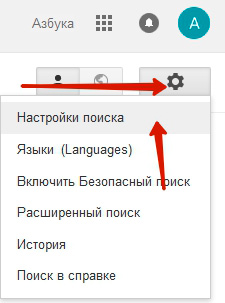 Азбука
А
Настройки поиска
Языки (Languages)
Включить Безопасный поиск
Расширенный поиск
История
Поиск в справке